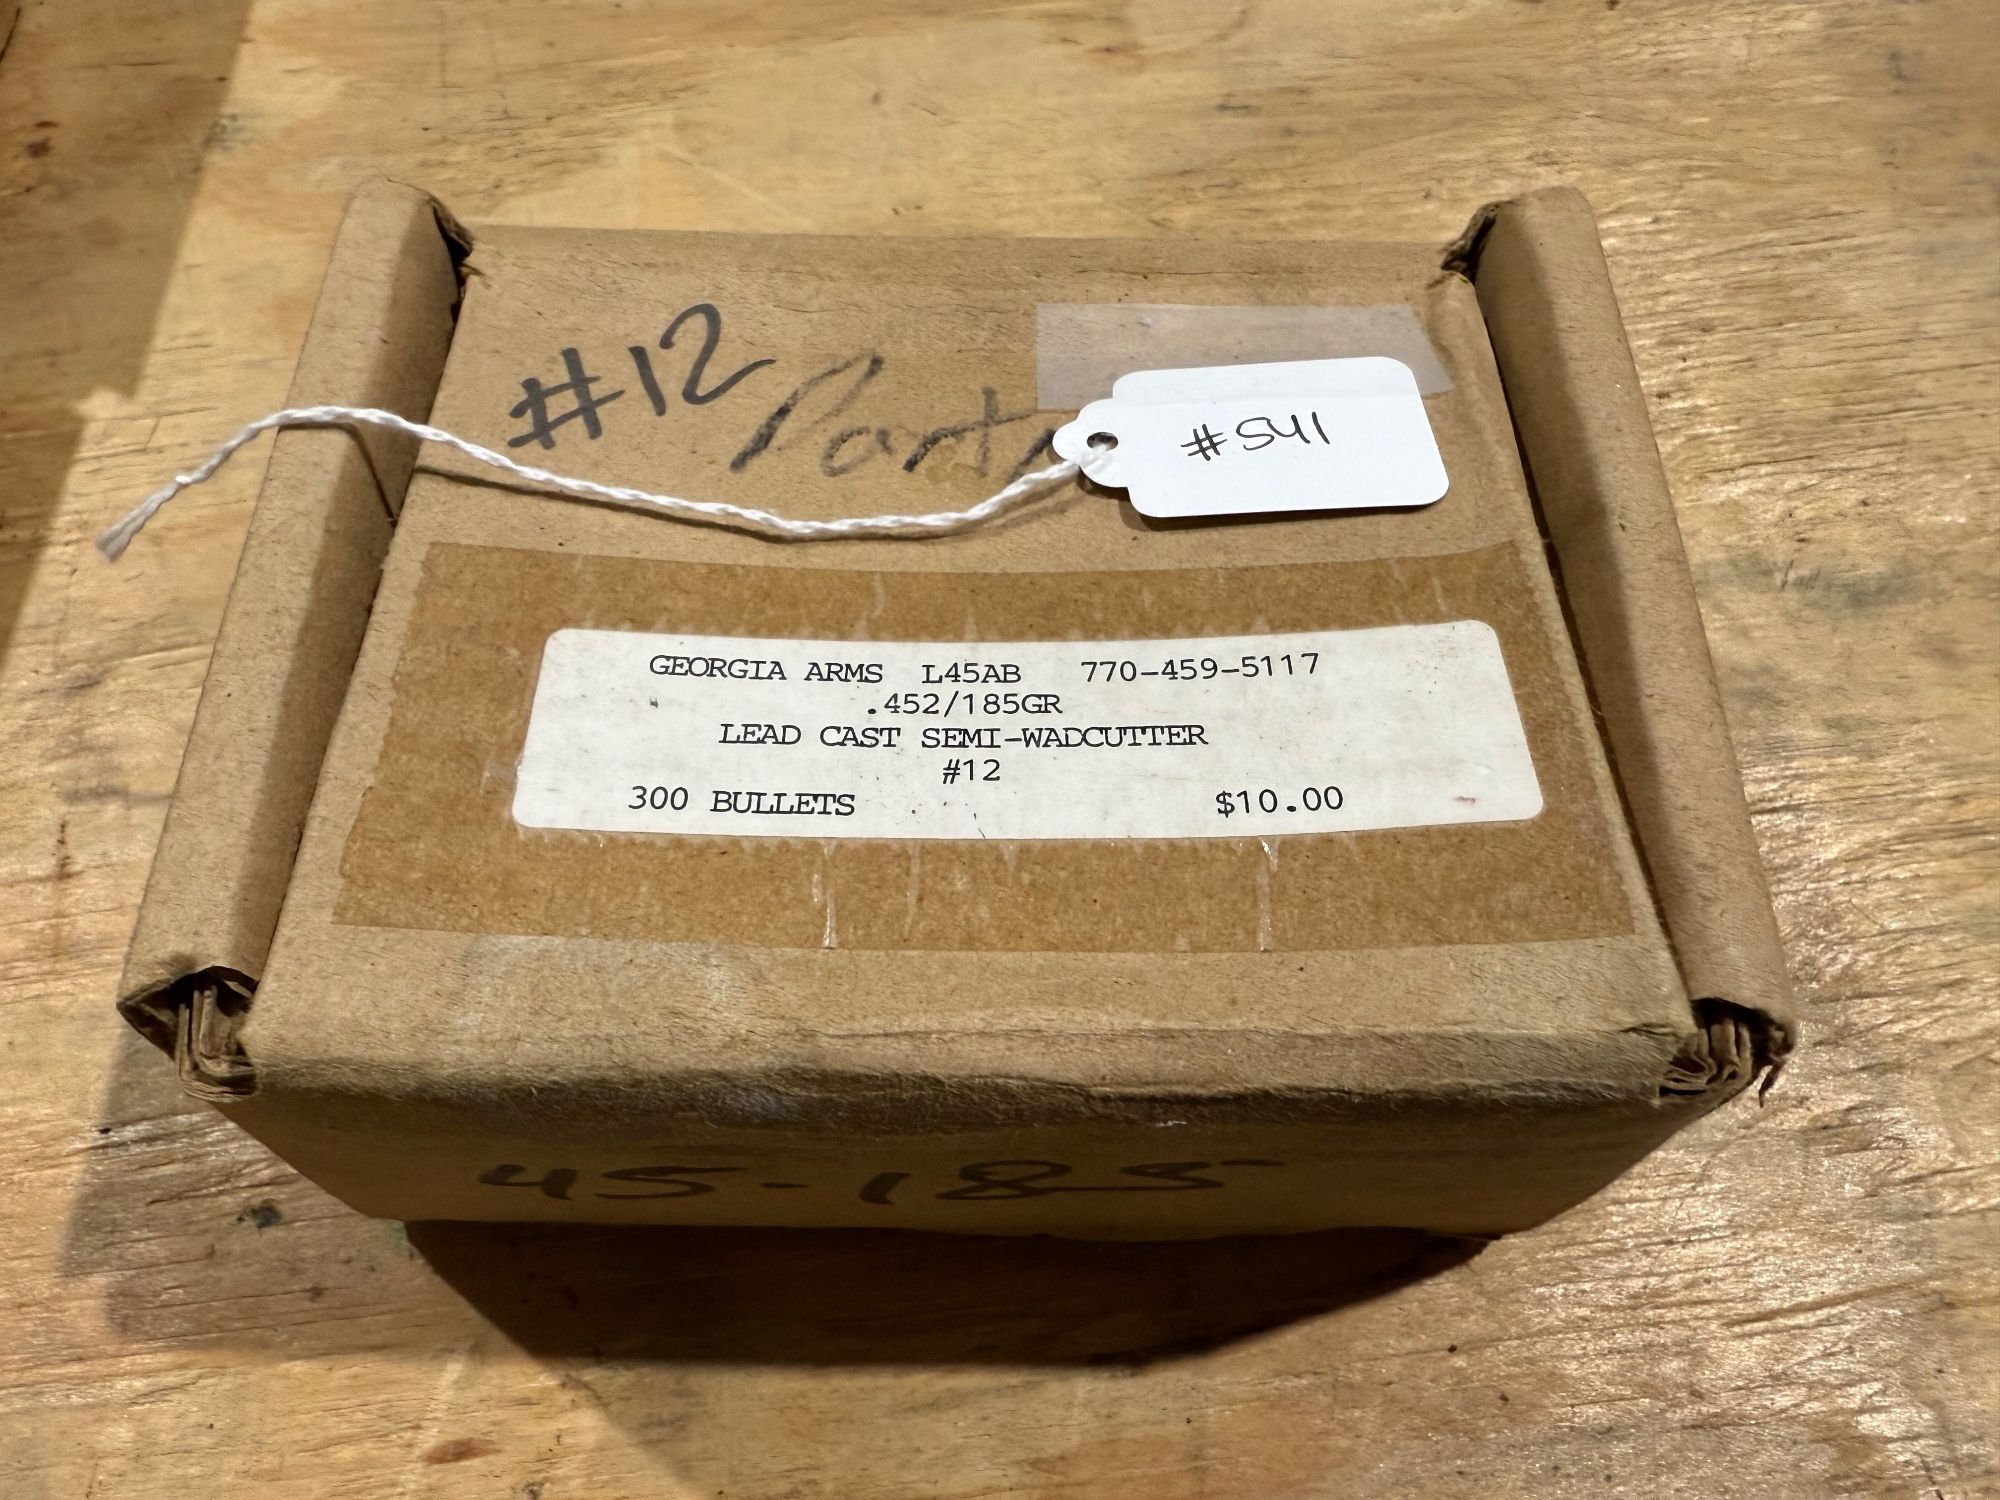 #12
#541
GEORGIA ARMS L45AB 770-459-5117
.452/185GR
LEAD CAST SEMI-WADCUTTER
#12
300 BULLETS $10.00
45-185